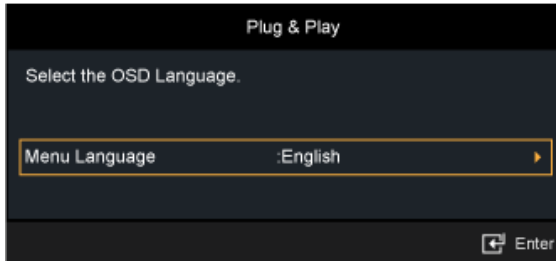 Plug & Play
Select the OSD Language.
Menu Language :English
Enter